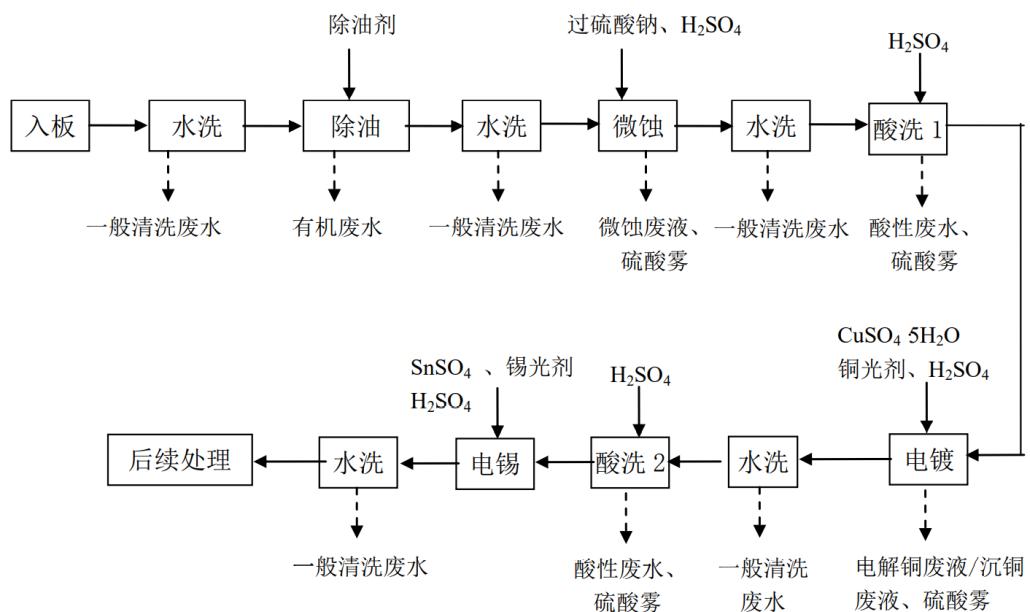 除油剂
过硫酸钠、H₂SO₄
H₂SO₄
入板
水洗
除油
水洗
微蚀
水洗
酸洗 1
一般清洗废水
有机废水
一般清洗废水
微蚀废液、
硫酸雾
一般清洗废水
酸性废水、
硫酸雾
CuSO₄ 5H₂O
铜光剂、H₂SO₄
SnSO₄ 、锡光剂
H₂SO₄
H₂SO₄
后续处理
水洗
电锡
酸洗 2
水洗
电镀
一般清洗废水
酸性废水、
硫酸雾
一般清洗
废水
电解铜废液/沉铜
废液、硫酸雾